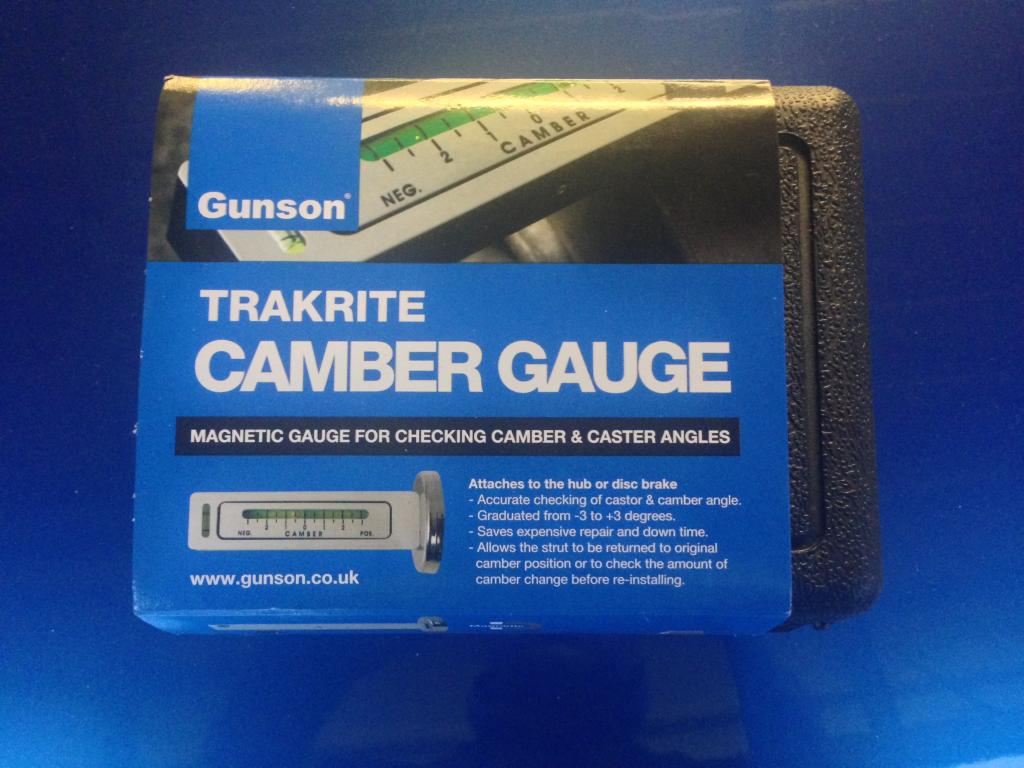 NEG. 2 1 0
CAMBER
Gunson®
TRAKRITE
CAMBER GAUGE
MAGNETIC GAUGE FOR CHECKING CAMBER & CASTER ANGLES
Attaches to the hub or disc brake
- Accurate checking of castor & camber angle.
- Graduated from -3 to +3 degrees.
- Saves expensive repair and down time.
- Allows the strut to be returned to original
camber position or to check the amount of
camber change before re-installing.
2 0 2
NEG. CAMBER POS.
www.gunson.co.uk